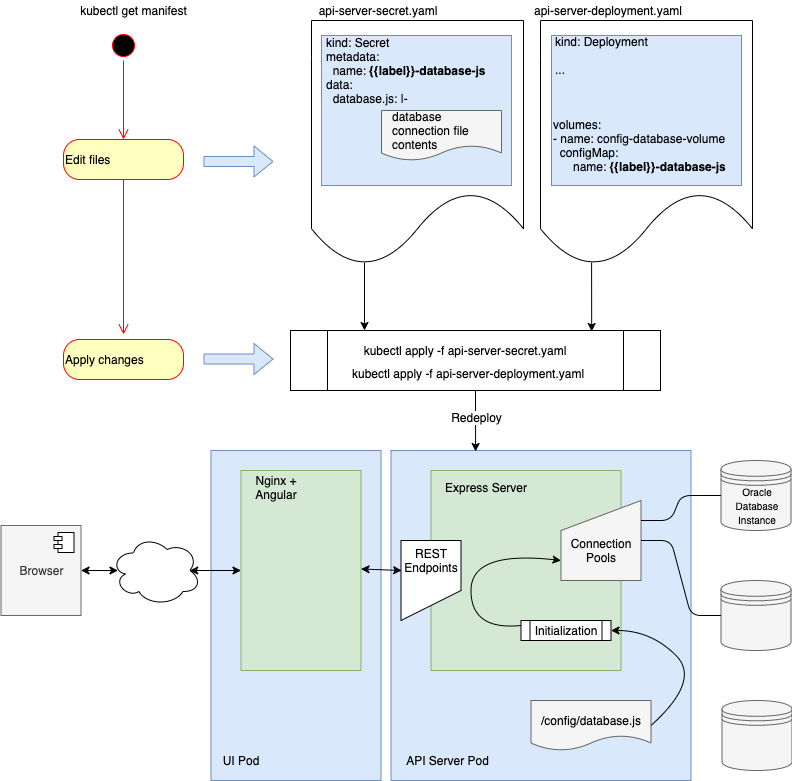 kubectl get manifest
api-server-secret.yaml
api-server-deployment.yaml
kind: Secret
metadata:
name: {{label}}-database-js
data:
database.js: |-
database
connection file
contents
kind: Deployment
...
volumes:
- name: config-database-volume
configMap:
name: {{label}}-database-js
Edit files
Apply changes
kubectl apply -f api-server-secret.yaml
kubectl apply -f api-server-deployment.yaml
Redeploy
Nginx +
Angular
Express Server
Oracle
Database
Instance
Browser
REST
Endpoints
Connection
Pools
Initialization
/config/database.js
UI Pod
API Server Pod